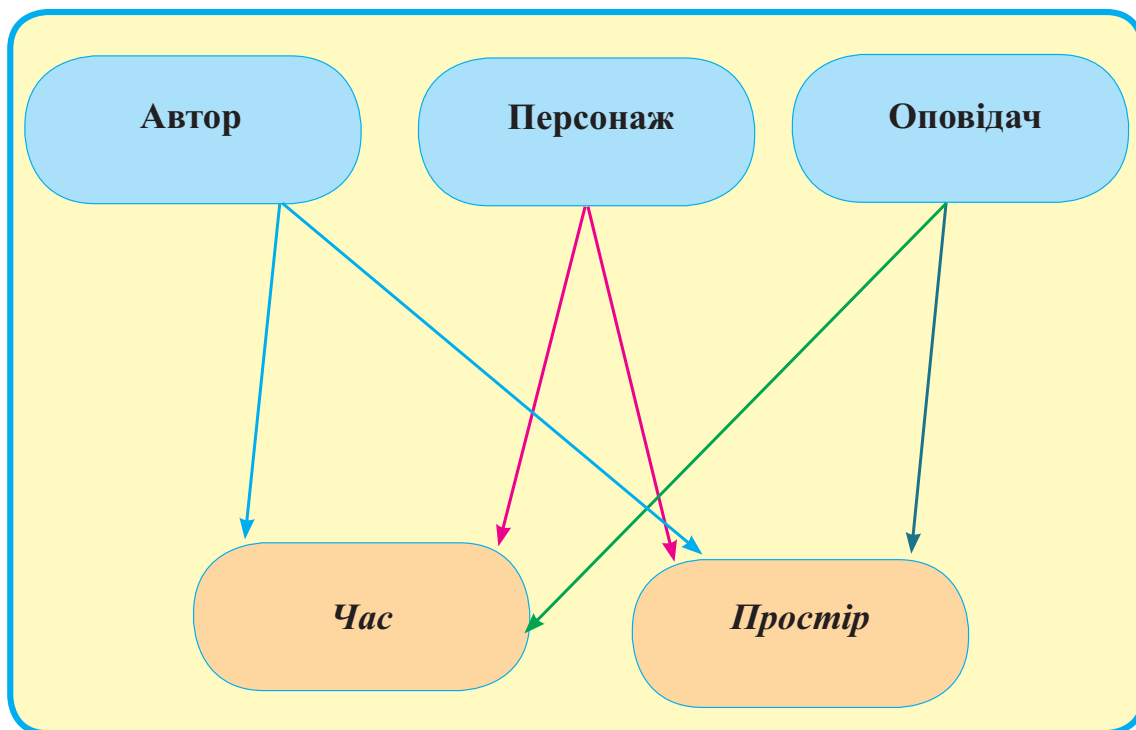 Автор
Персонаж
Оповідач
Час
Простір